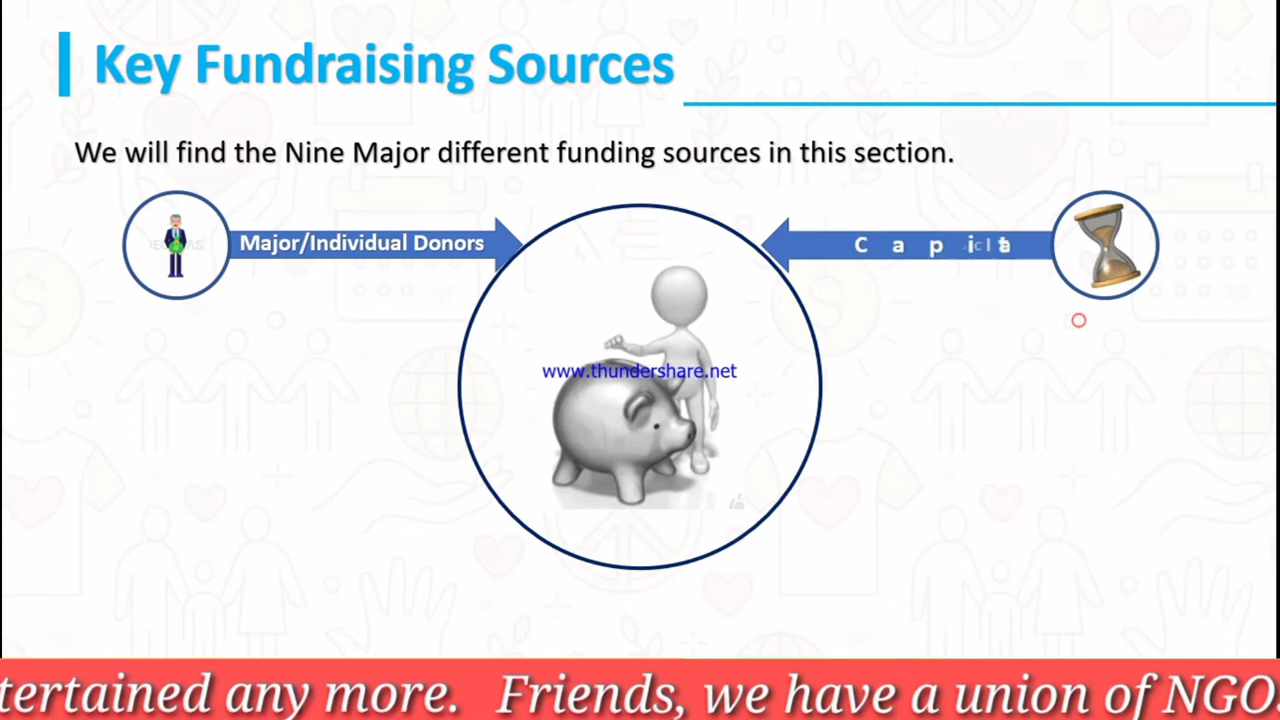 Key Fundraising Sources
We will find the Nine Major different funding sources in this section.
Major/Individual Donors
C a p i
www.thundershare.net
tertained any more. Friends, we have a union of NGO